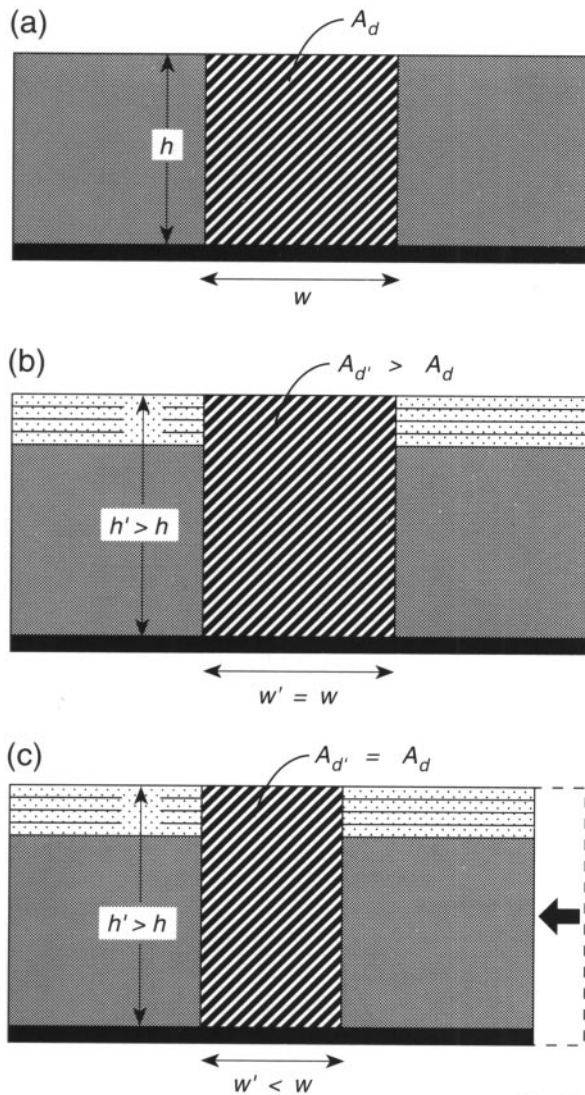 (a)
A_d
h
w
(b)
A_d' > A_d
h' > h
w' = w
(c)
A_d' = A_d
h' > h
w' < w